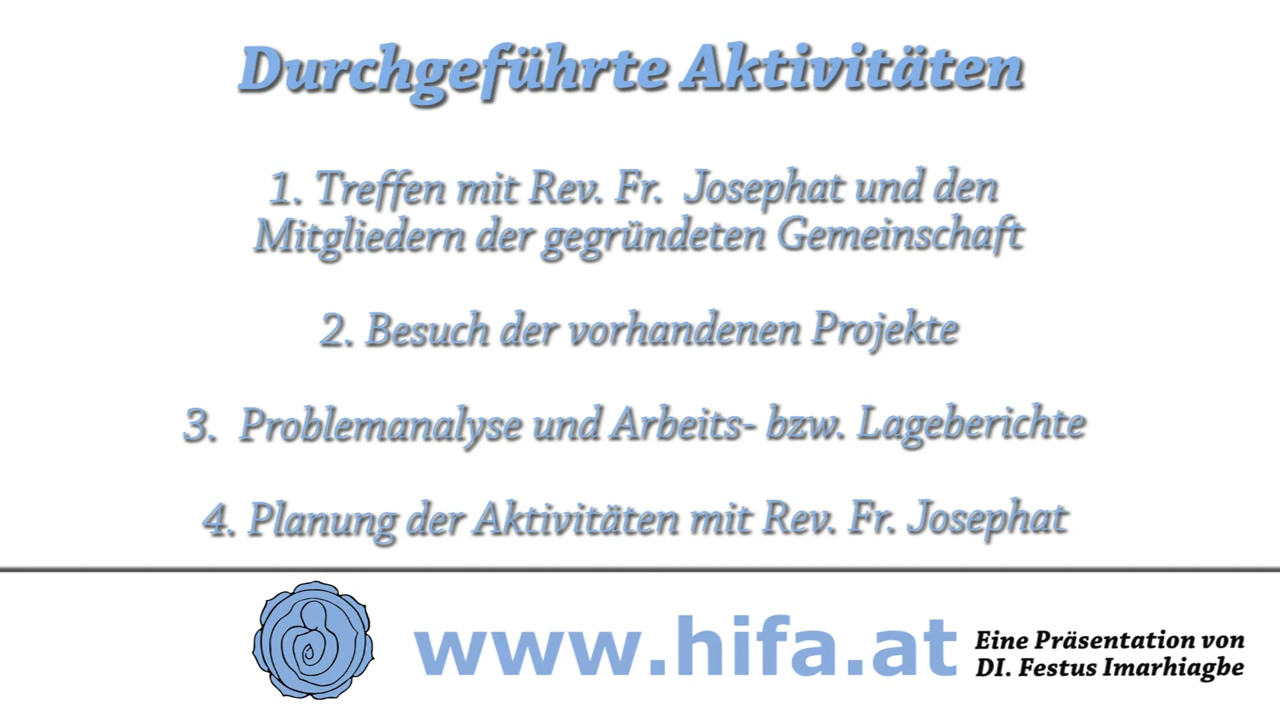 Durchgeführte Aktivitäten
1. Treffen mit Rev. Fr. Josephat und den
Mitgliedern der gegründeten Gemeinschaft
2. Besuch der vorhandenen Projekte
3. Problemanalyse und Arbeits- bzw. Lageberichte
4. Planung der Aktivitäten mit Rev. Fr. Josephat
www.hifa.at
Eine Präsentation von
DI. Festus Imarhiagbe